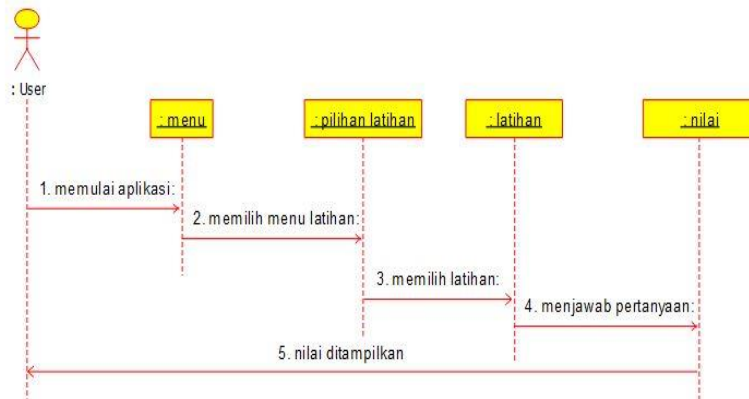 : User
: menu
: pilihan latihan
: latihan
: nilai
1. memulai aplikasi:
2. memilih menu latihan:
3. memilih latihan:
4. menjawab pertanyaan:
5. nilai ditampilkan